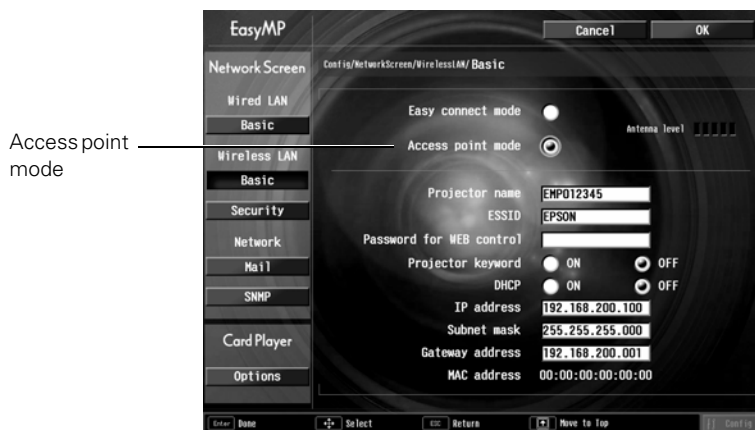 EasyMP
Cancel
OK
Network Screen
Config/NetworkScreen/WirelessLAN/Basic
Wired LAN
Basic
Wireless LAN
Basic
Security
Network
Mail
SNMP
Card Player
Options
Access point
mode
Easy connect mode
Antenna level
Access point mode
Projector name EMP012345
ESSID EPSON
Password for WEB control
Projector keyword ON OFF
DHCP ON OFF
IP address 192.168.200.100
Subnet mask 255.255.255.000
Gateway address 192.168.200.001
MAC address 00:00:00:00:00:00
Enter Done Select ESC Return Move to Top